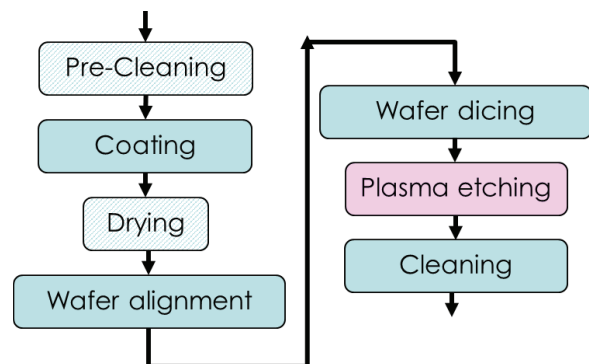 Pre-Cleaning
Coating
Drying
Wafer alignment
Wafer dicing
Plasma etching
Cleaning